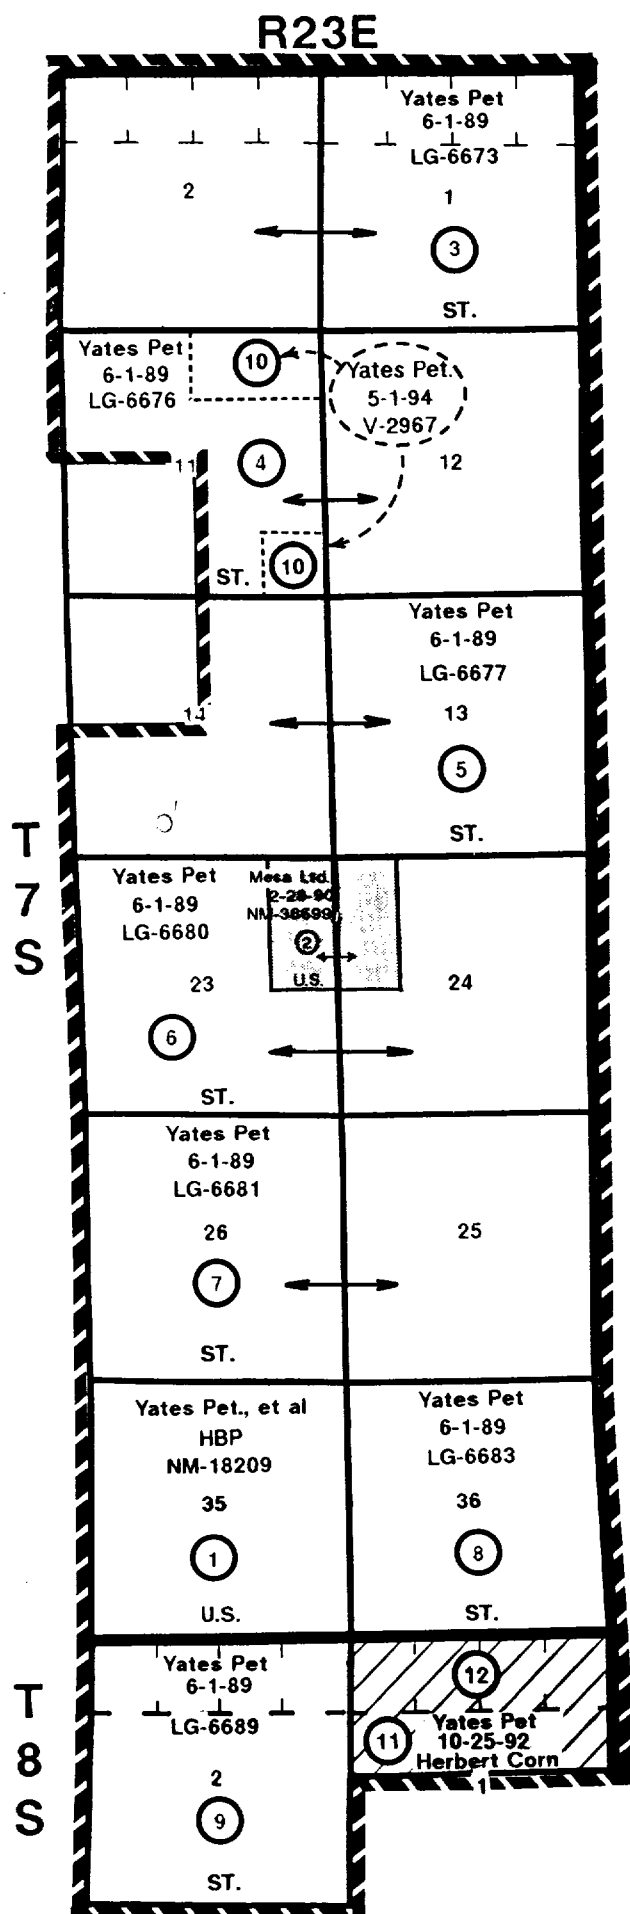 R23E
Yates Pet
6-1-89
LG-6673
2
1
3
ST.
Yates Pet
6-1-89
LG-6676
10
Yates Pet.
5-1-94
V-2967
11
4
12
10
ST.
Yates Pet
6-1-89
LG-6677
14
13
5
ST.
T
7
S
Yates Pet
6-1-89
LG-6680
Mesa Ltd.
2-28-90
2
U.S.
23
24
6
ST.
Yates Pet
6-1-89
LG-6681
26
25
7
ST.
Yates Pet., et al
HBP
NM-18209
35
1
U.S.
Yates Pet
6-1-89
LG-6683
36
8
ST.
T
8
S
Yates Pet
6-1-89
LG-6689
2
9
ST.
12
11
Yates Pet
10-25-92
Herbert Corn
1